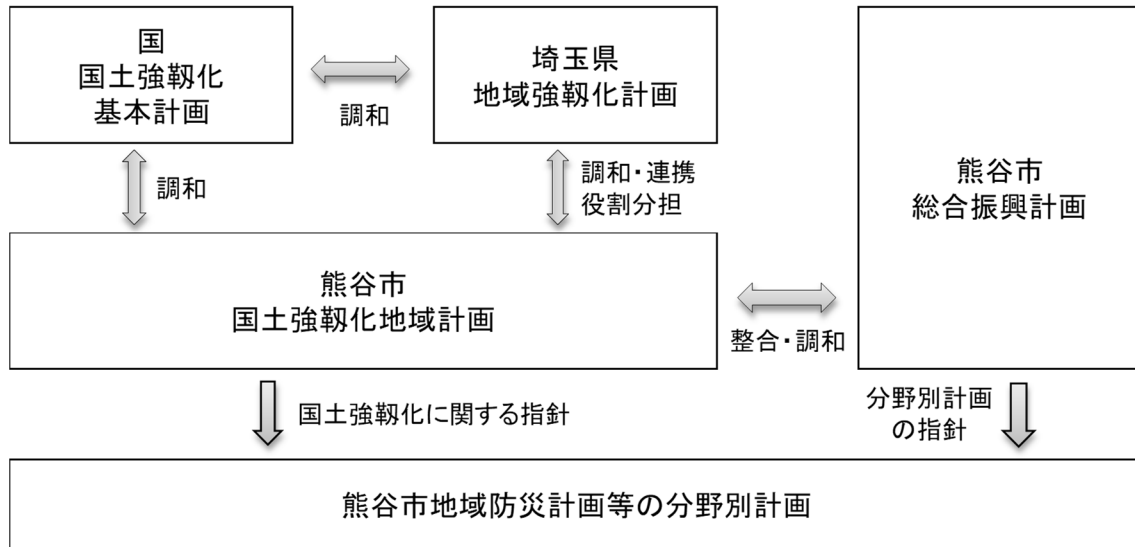 国
国土強靱化
基本計画
調和
埼玉県
地域強靱化計画
調和
調和・連携
役割分担
熊谷市
総合振興計画
熊谷市
国土強靱化地域計画
整合・調和
国土強靱化に関する指針
分野別計画
の指針
熊谷市地域防災計画等の分野別計画